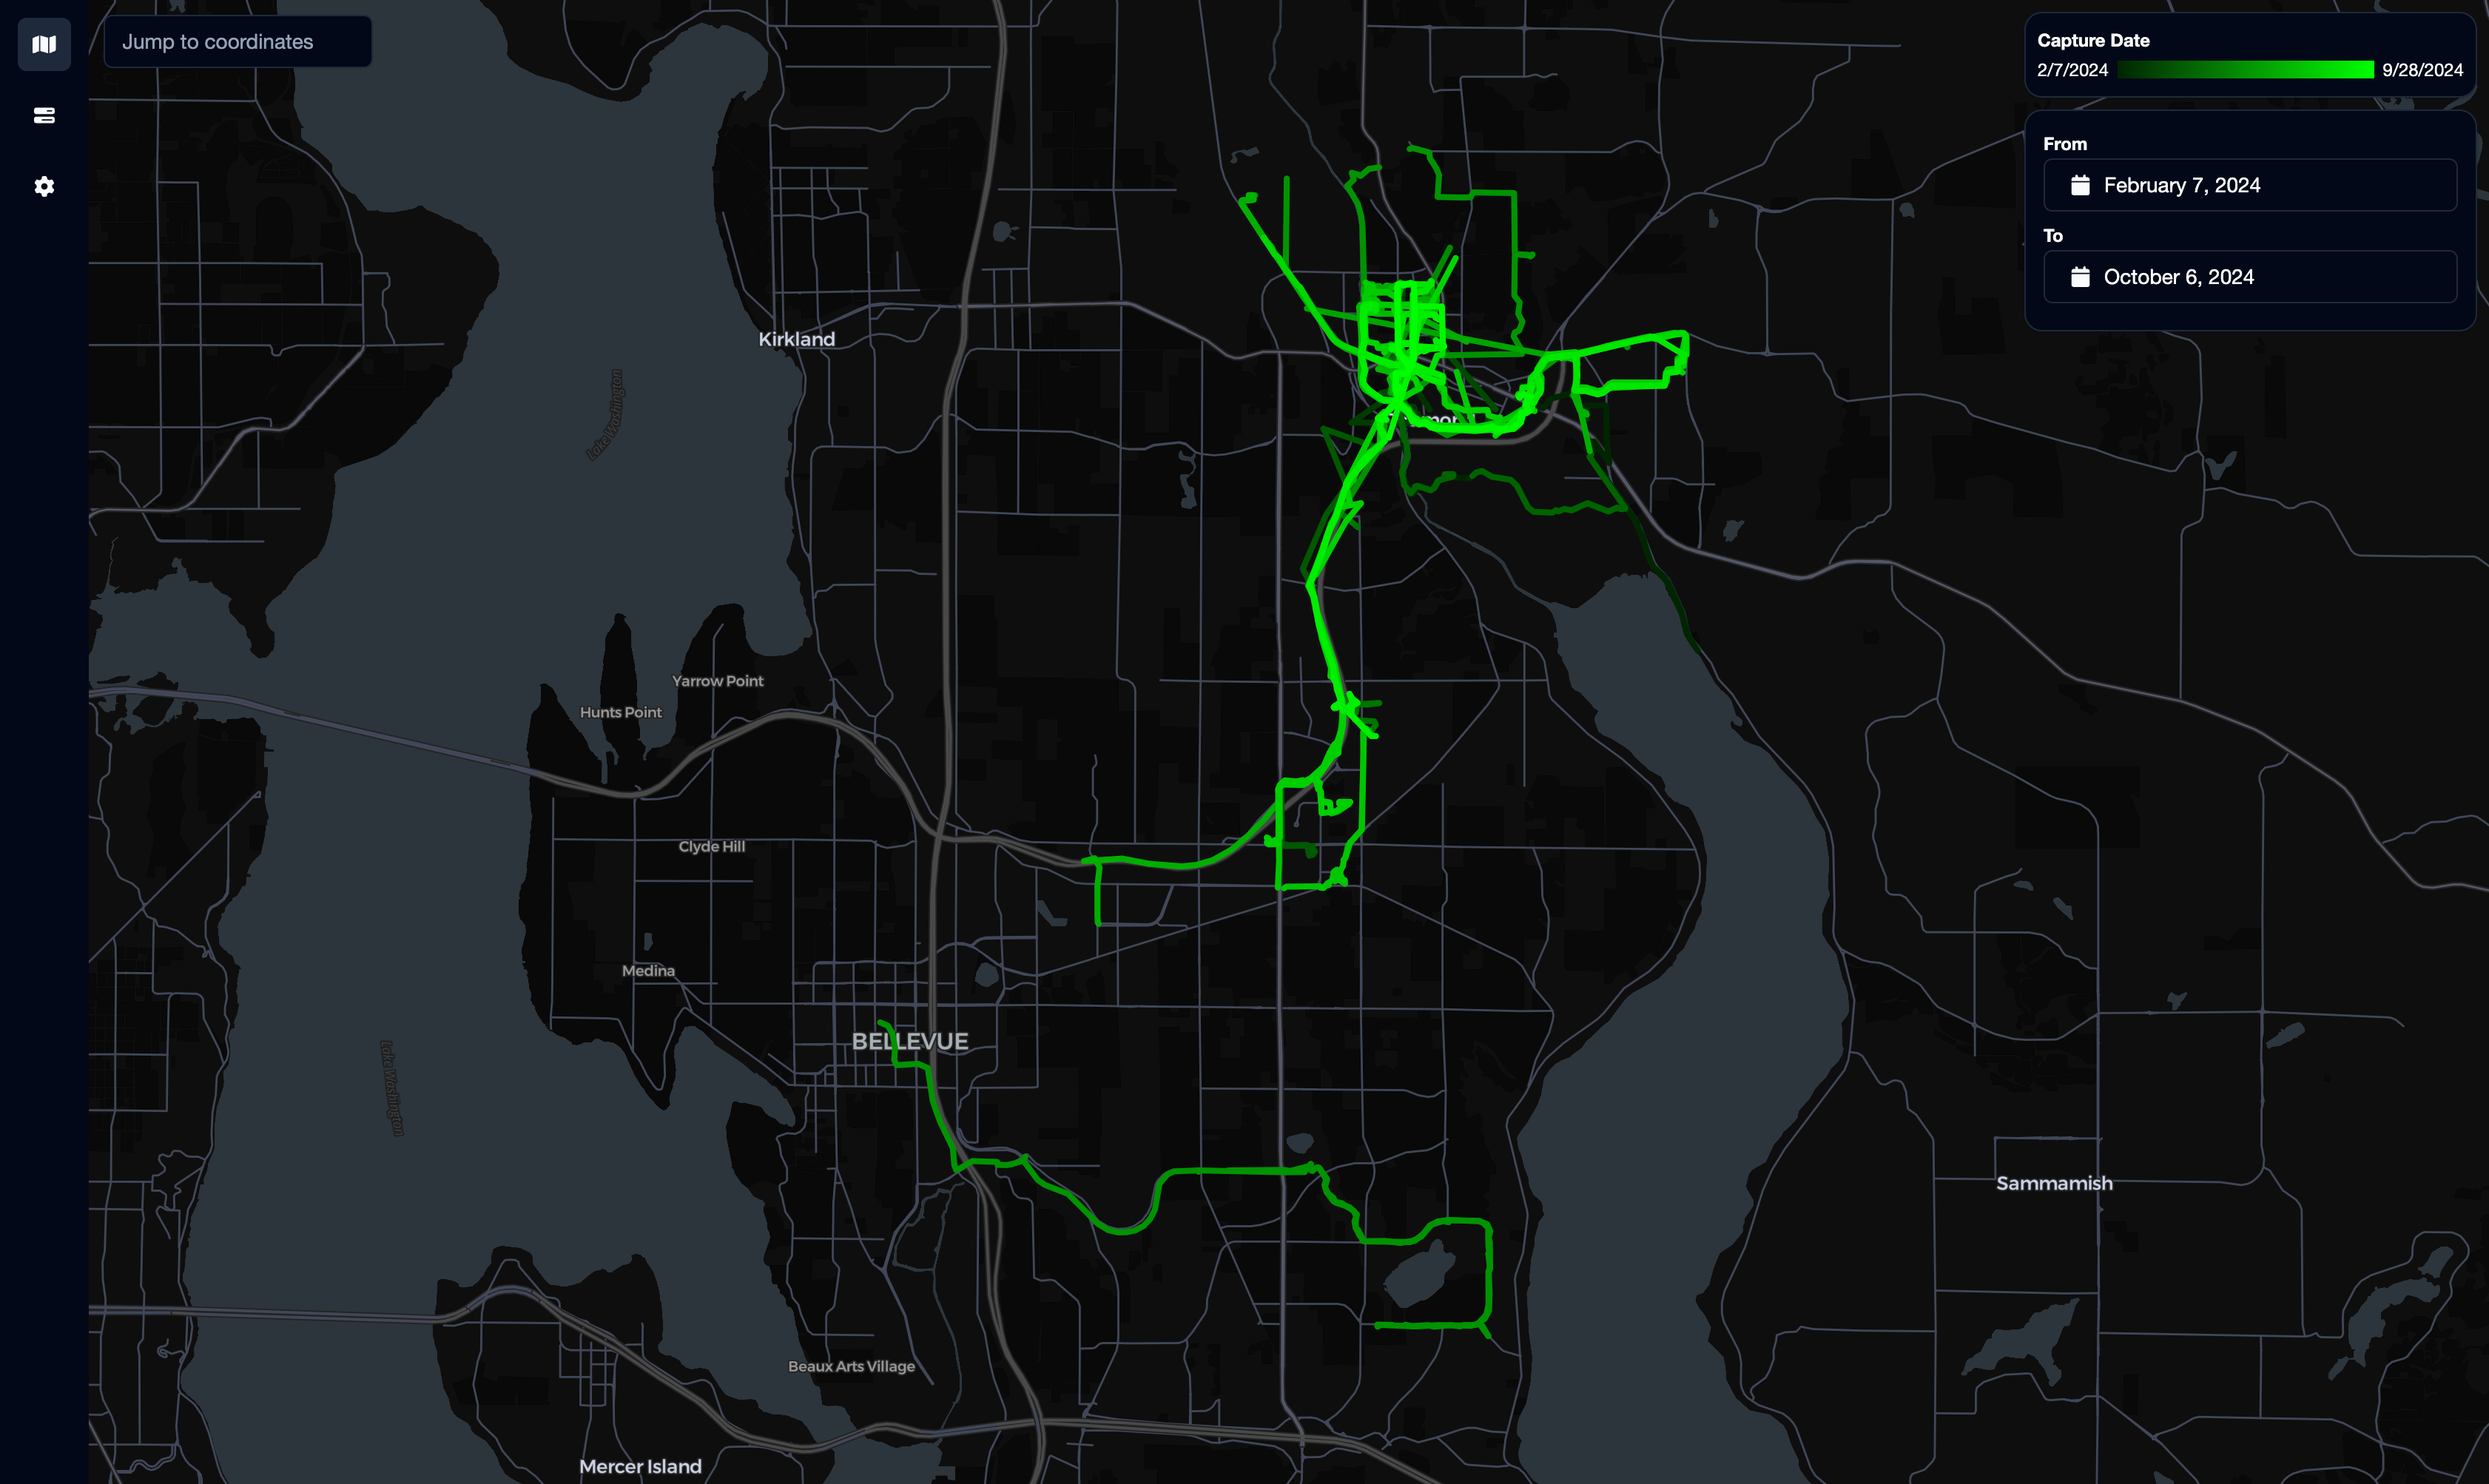 Jump to coordinates
Capture Date
2/7/2024 9/28/2024
From
February 7, 2024
To
October 6, 2024
Kirkland
Lake Washington
Yarrow Point
Hunts Point
Clyde Hill
Medina
BELLEVUE
Lake Washington
Sammamish
Beaux Arts Village
Mercer Island